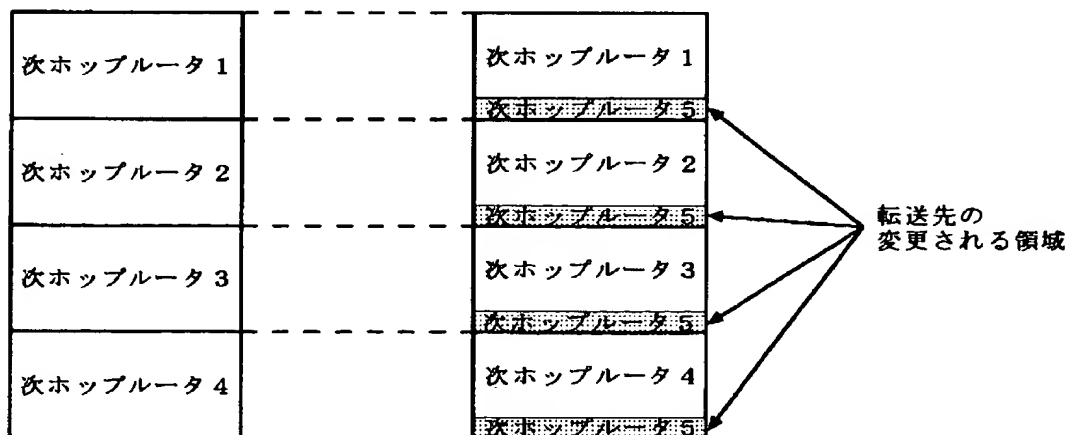 次ホップルータ1
次ホップルータ2
次ホップルータ3
次ホップルータ4
次ホップルータ1
次ホップルータ5
次ホップルータ2
次ホップルータ5
次ホップルータ3
次ホップルータ5
次ホップルータ4
次ホップルータ5
転送先の
変更される領域